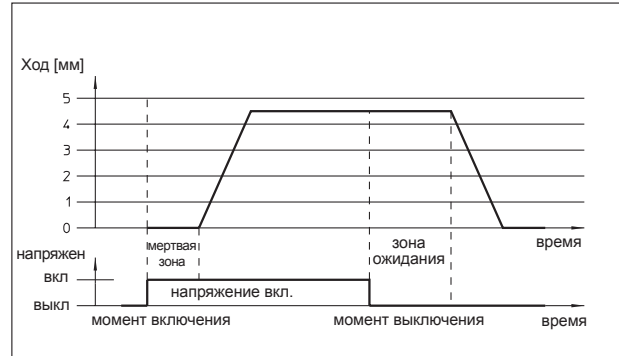 Ход [мм]
5
4
3
2
1
0
время
мертвая
зона
зона
ожидания
напряжен
вкл
напряжение вкл.
выкл
момент включения
момент выключения
время